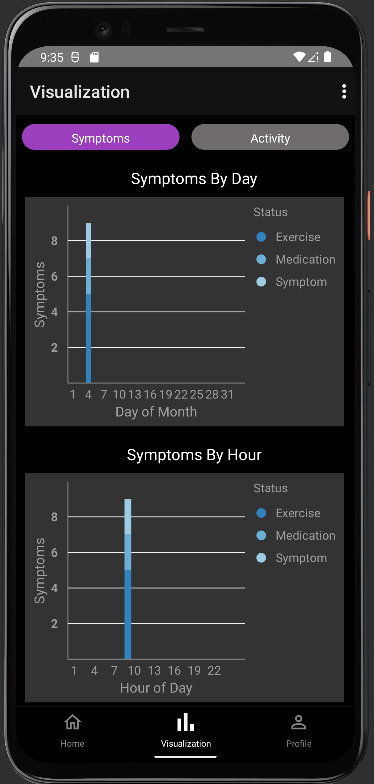 9:35
Visualization
Symptoms Activity
Symptoms By Day
Status
Exercise
Medication
Symptom
8
6
4
2
Symptoms
1 4 7 10 13 16 19 22 25 28 31
Day of Month
Symptoms By Hour
Status
Exercise
Medication
Symptom
8
6
4
2
Symptoms
1 4 7 10 13 16 19 22
Hour of Day
Home Visualization Profile